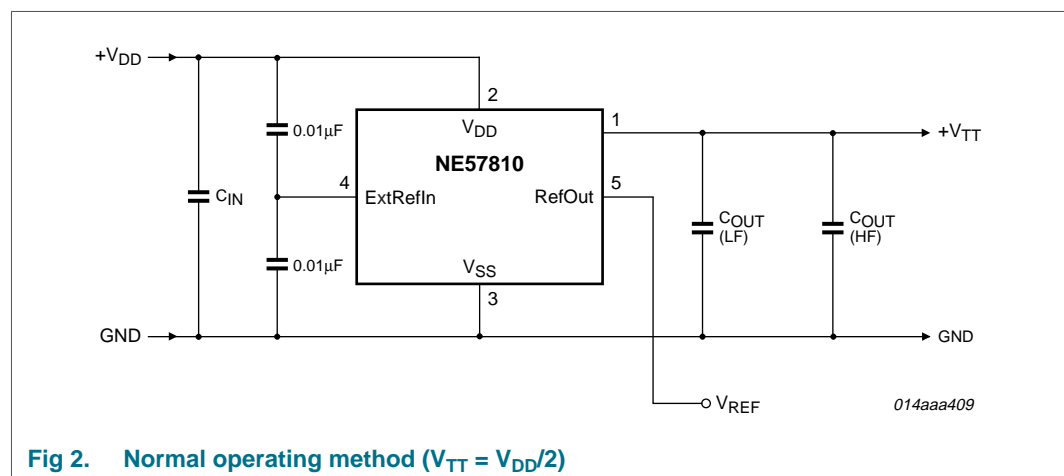 +VDD
2
VDD
NE57810
1
+VTT
0.01μF
4
ExtRefIn
5
RefOut
CIN
COUT
(LF)
COUT
(HF)
0.01μF
VSS
3
GND
GND
VREF
014aaa409
Fig 2. Normal operating method (VTT = VDD/2)